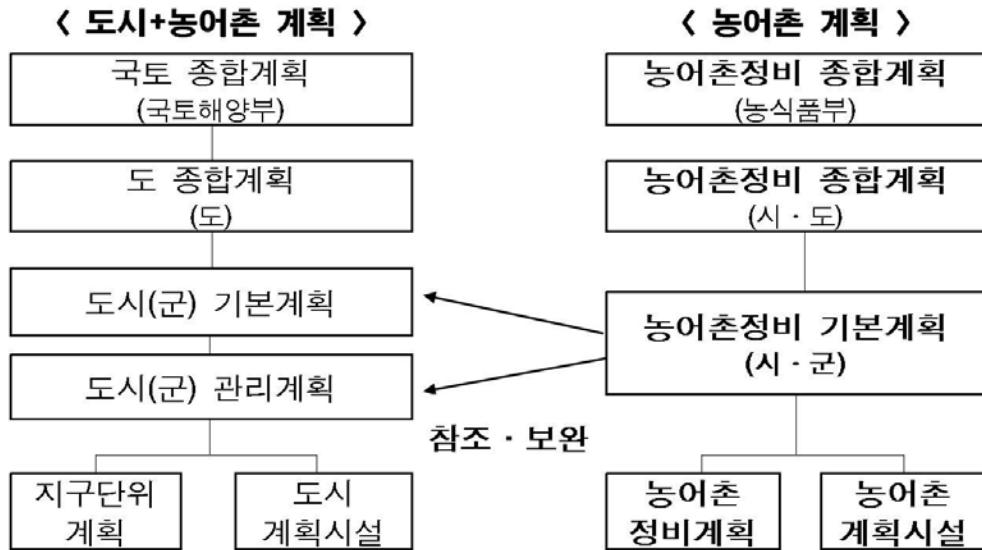 〈 도시+농어촌 계획 〉
국토 종합계획
(국토해양부)
도 종합계획
(도)
도시(군) 기본계획
도시(군) 관리계획
지구단위
계획
도시
계획시설
참조 · 보완
〈 농어촌 계획 〉
농어촌정비 종합계획
(농식품부)
농어촌정비 종합계획
(시 · 도)
농어촌정비 기본계획
(시 · 군)
농어촌
정비계획
농어촌
계획시설